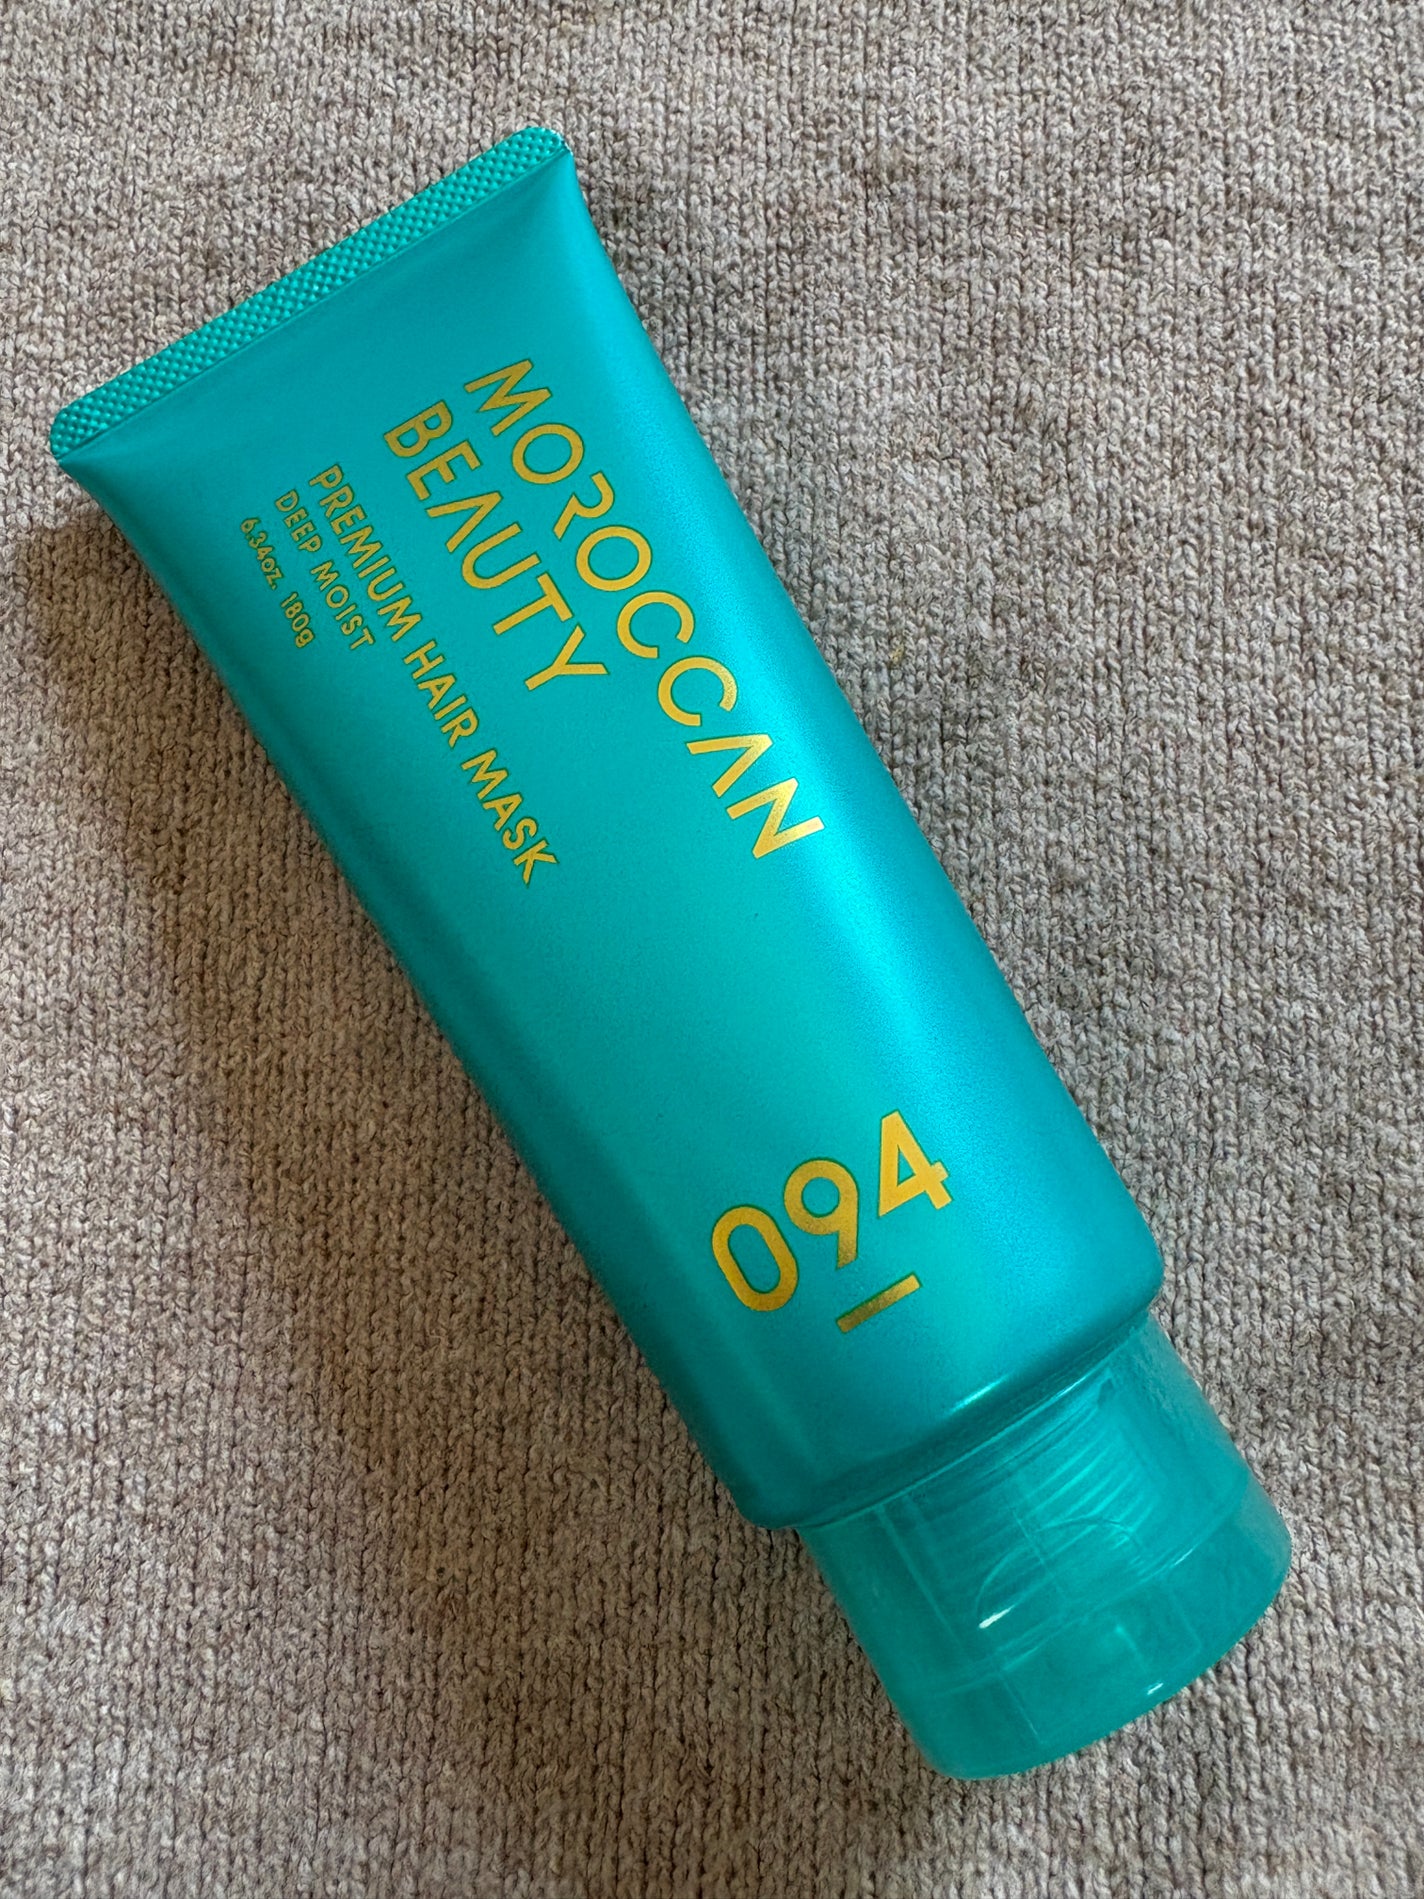 MOROCCAN
BEAUTY
PREMIUM HAIR MASK
DEEP MOIST
6.34oz. 180g
094